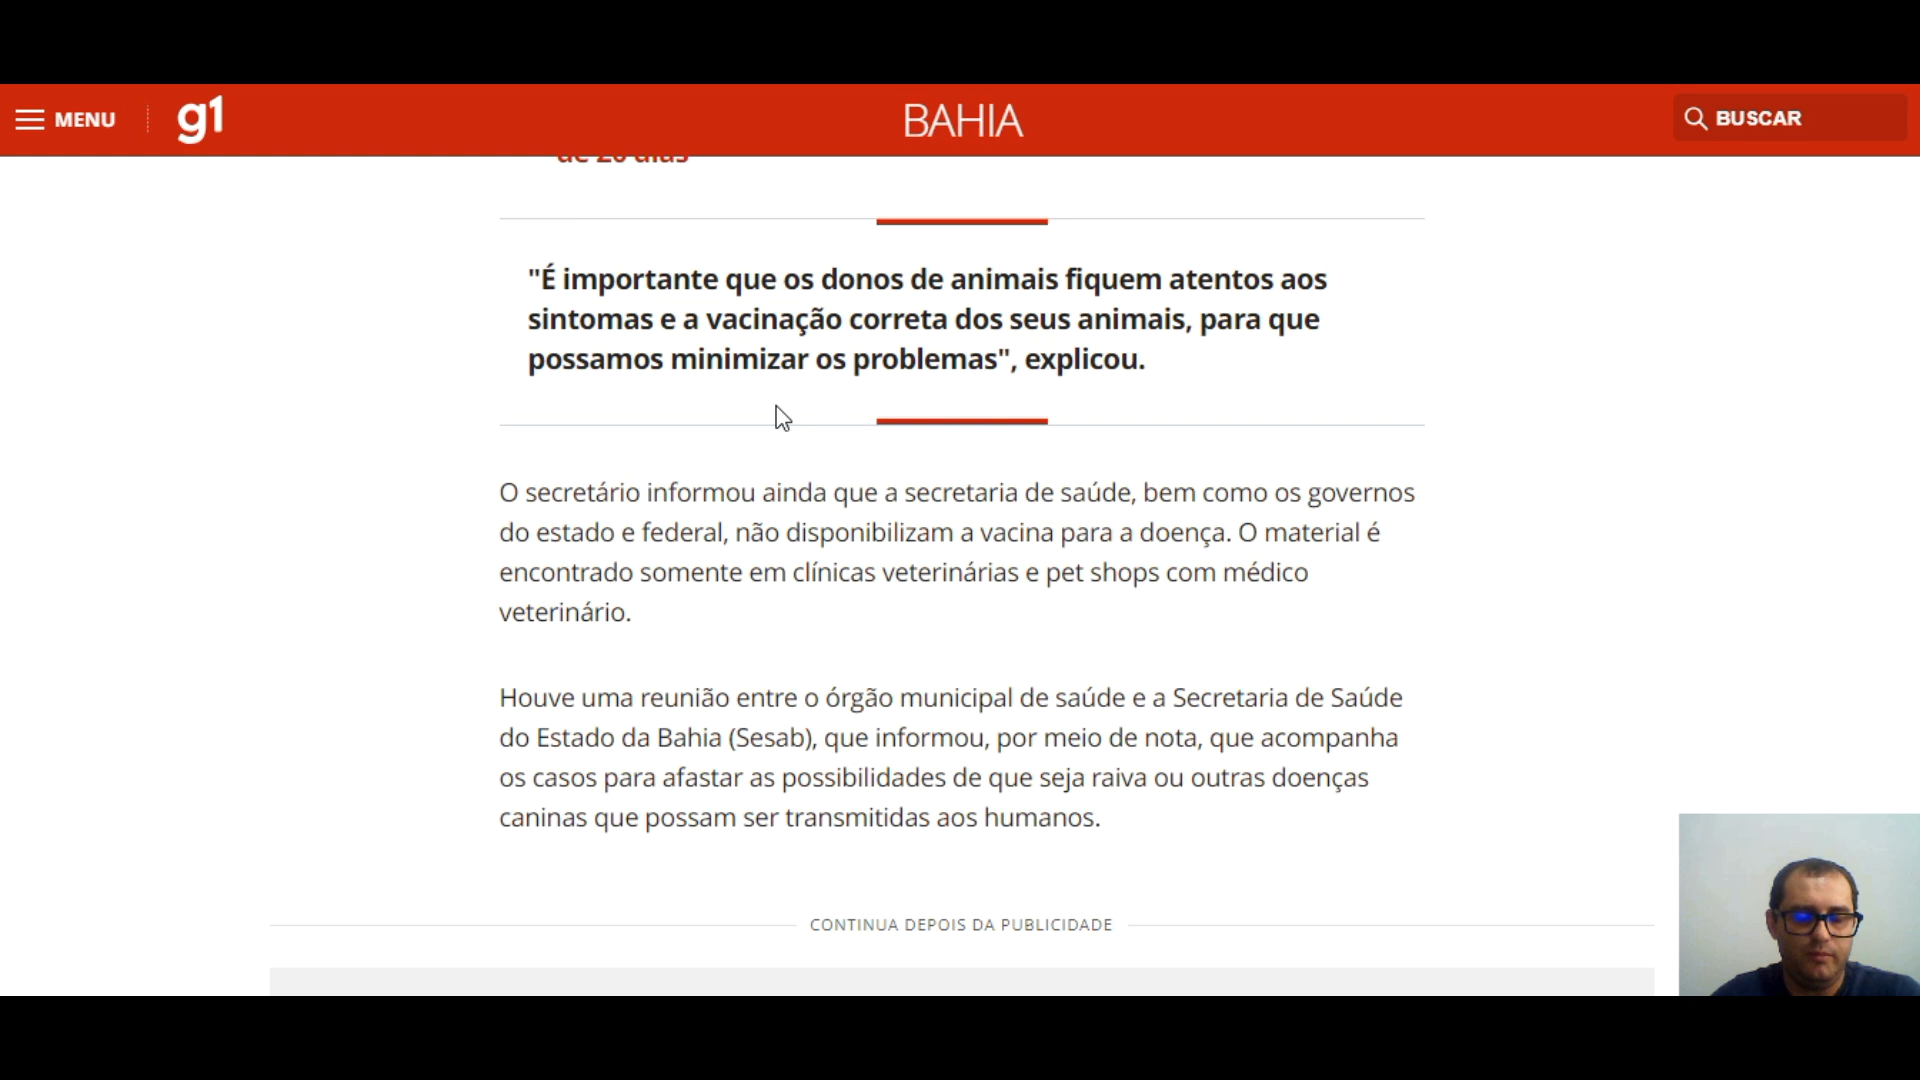 MENU
g1
BAHIA
BUSCAR
de 20 dias
"É importante que os donos de animais fiquem atentos aos
sintomas e a vacinação correta dos seus animais, para que
possamos minimizar os problemas", explicou.
O secretário informou ainda que a secretaria de saúde, bem como os governos
do estado e federal, não disponibilizam a vacina para a doença. O material é
encontrado somente em clínicas veterinárias e pet shops com médico
veterinário.
Houve uma reunião entre o órgão municipal de saúde e a Secretaria de Saúde
do Estado da Bahia (Sesab), que informou, por meio de nota, que acompanha
os casos para afastar as possibilidades de que seja raiva ou outras doenças
caninas que possam ser transmitidas aos humanos.
CONTINUA DEPOIS DA PUBLICIDADE